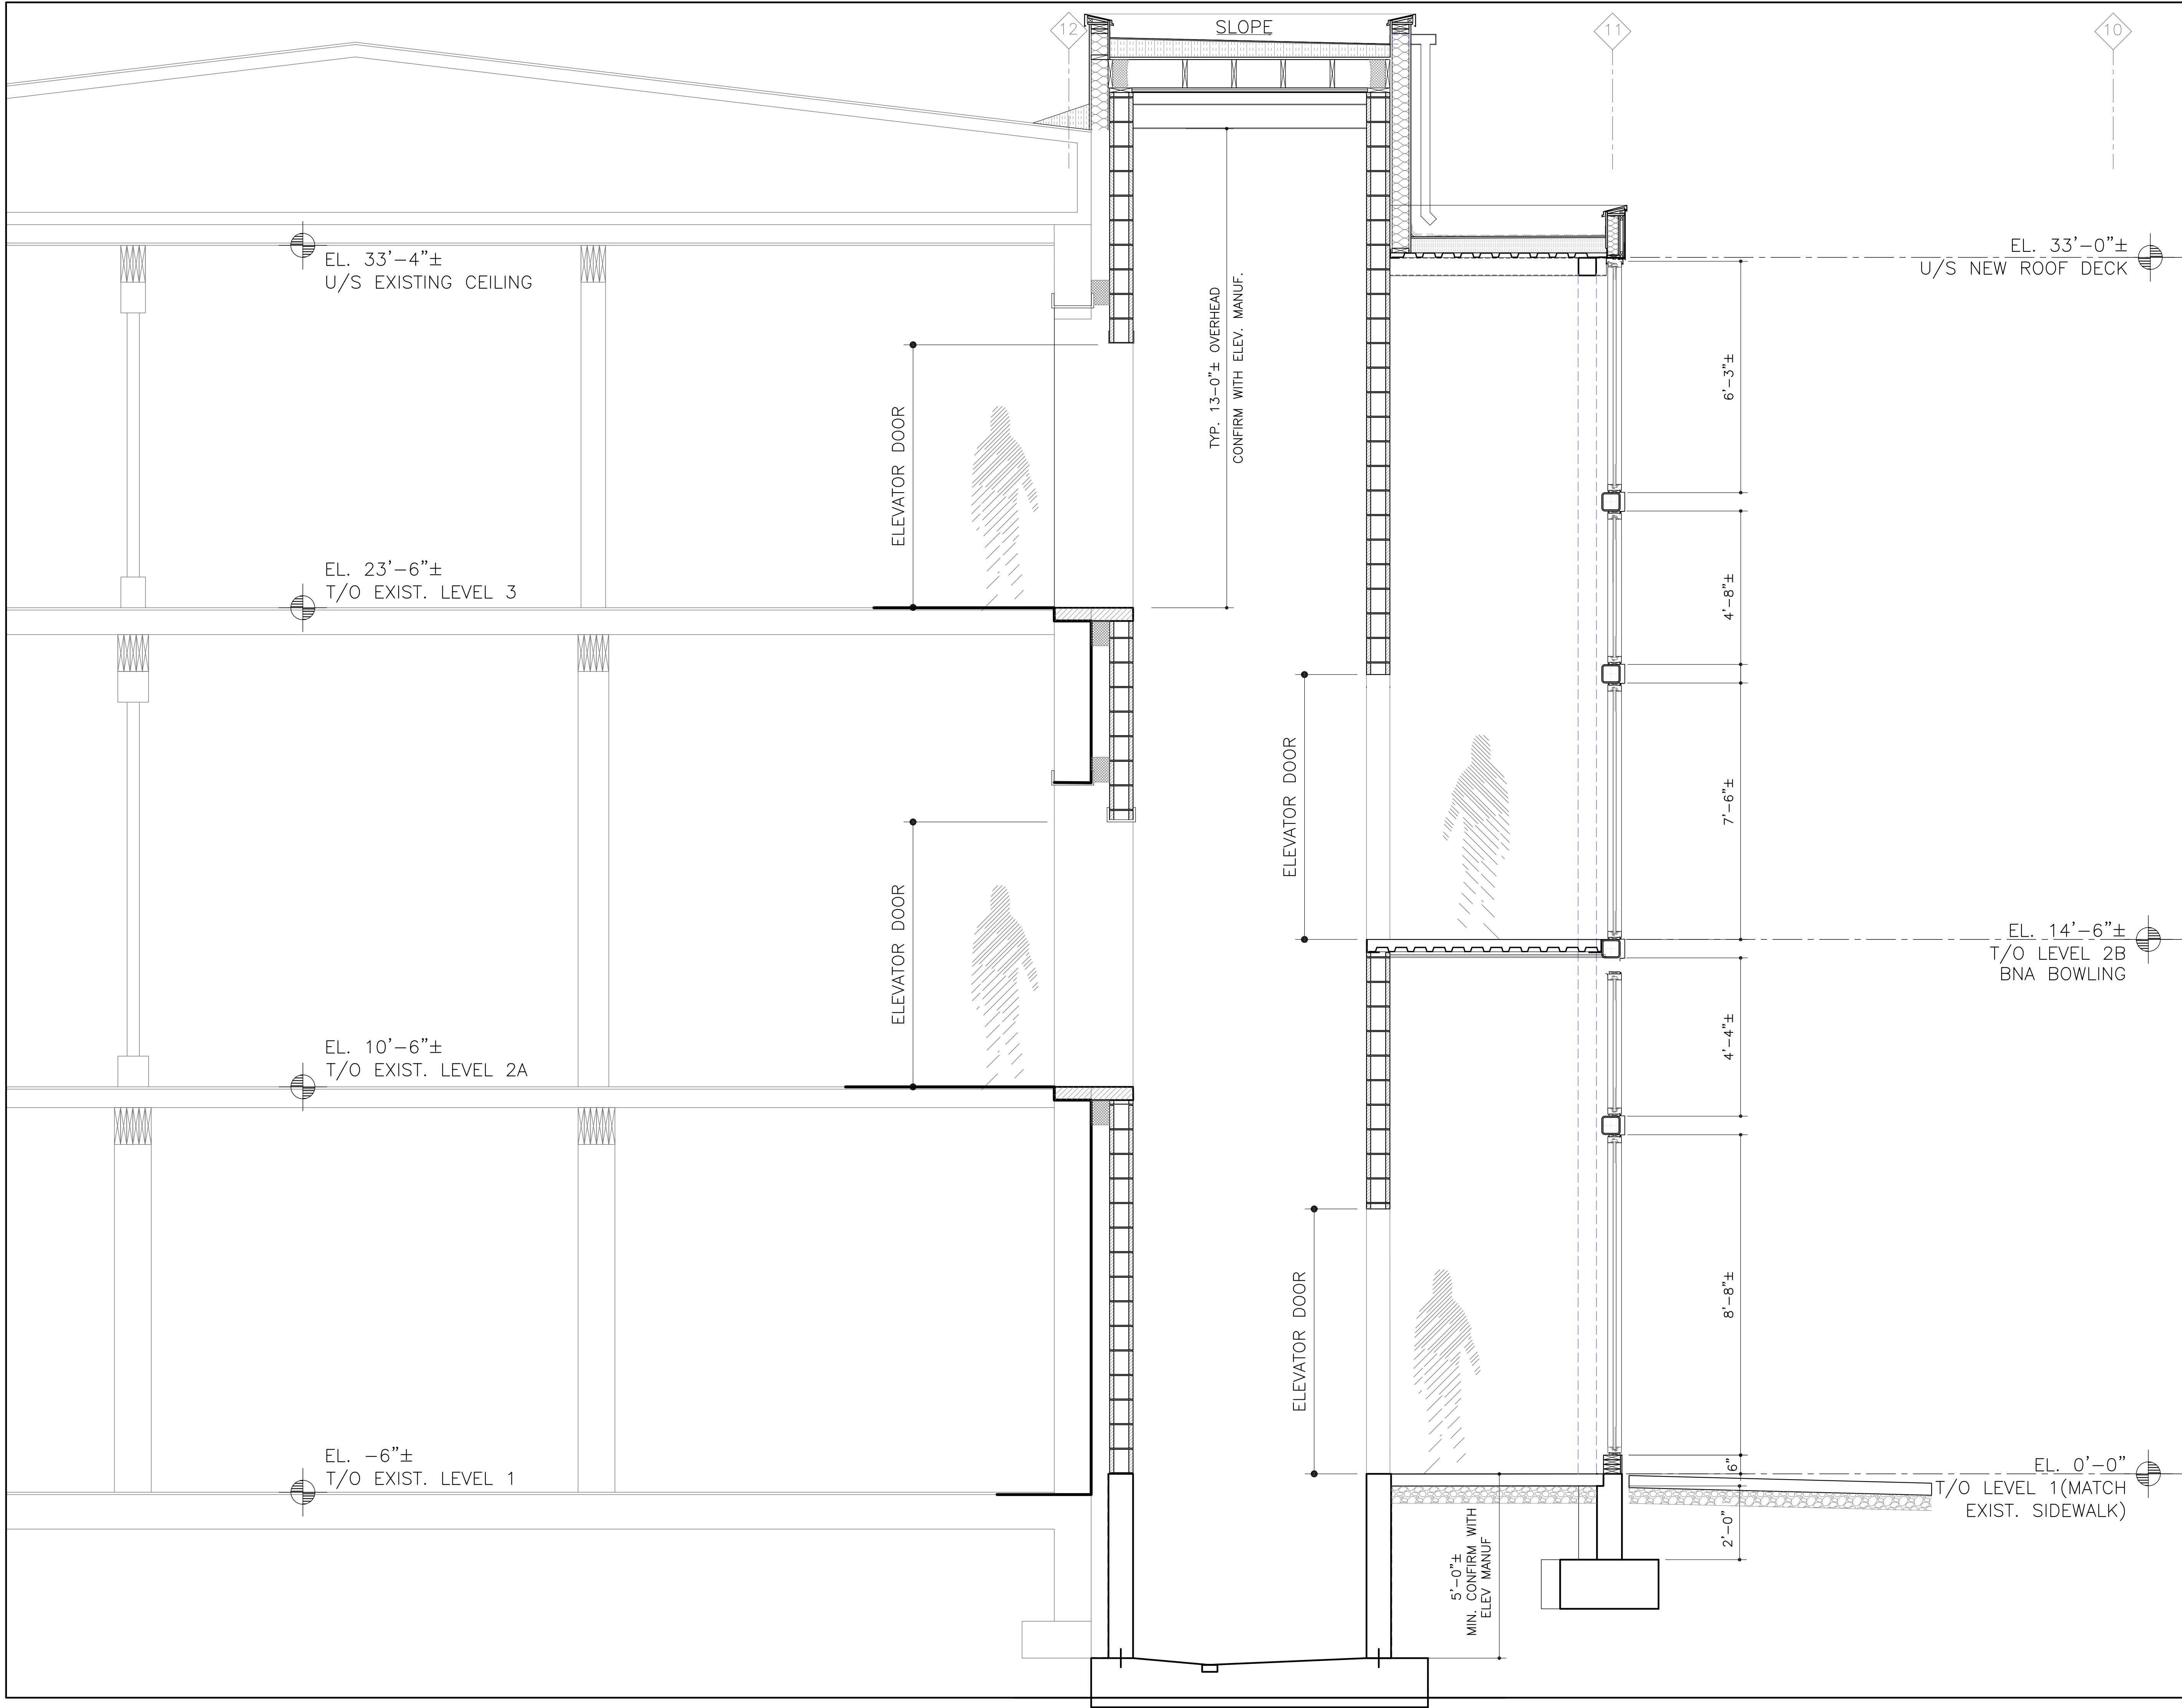 12
SLOPE
11
10
EL. 33'-4"±
U/S EXISTING CEILING
EL. 33'-0"±
U/S NEW ROOF DECK
TYP. 13-0"± OVERHEAD
CONFIRM WITH ELEV. MANUF.
6'-3"±
ELEVATOR DOOR
EL. 23'-6"±
T/O EXIST. LEVEL 3
4'-8"±
ELEVATOR DOOR
7'-6"±
ELEVATOR DOOR
EL. 14'-6"±
T/O LEVEL 2B
BNA BOWLING
EL. 10'-6"±
T/O EXIST. LEVEL 2A
4'-4"±
ELEVATOR DOOR
8'-8"±
EL. -6"±
T/O EXIST. LEVEL 1
6"
EL. 0'-0"
T/O LEVEL 1(MATCH
EXIST. SIDEWALK)
2'-0"
5'-0"±
MIN. CONFIRM WITH
ELEV MANUF